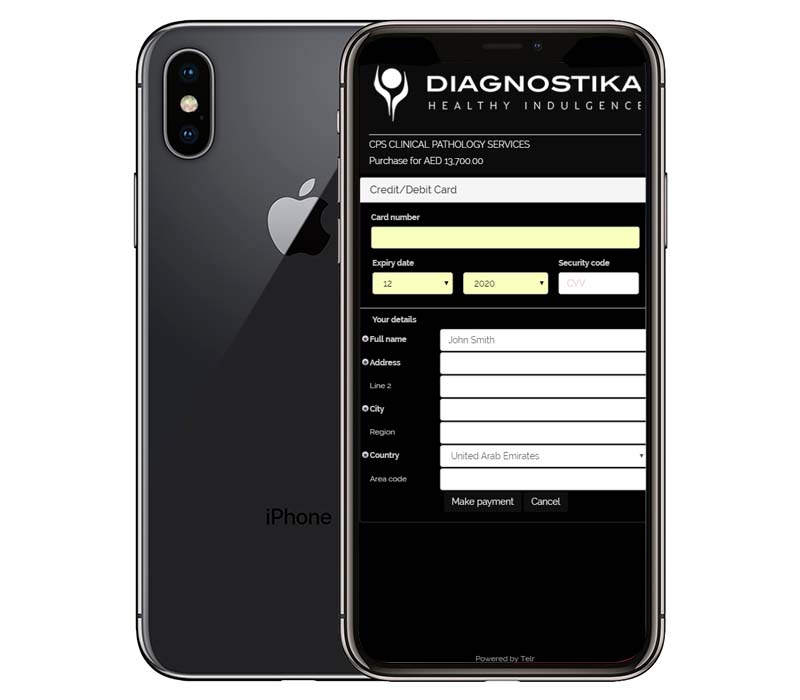 DIAGNOSTIKA
HEALTHY INDULGENCE
CPS CLINICAL PATHOLOGY SERVICES
Purchase for AED 13,700.00
Credit/Debit Card
Card number
Expiry date Security code
12 2020 CVV
Your details
Full name John Smith
Address
Line 2
City
Region
Country United Arab Emirates
Area code
Make payment Cancel
iPhone
Powered by Telr